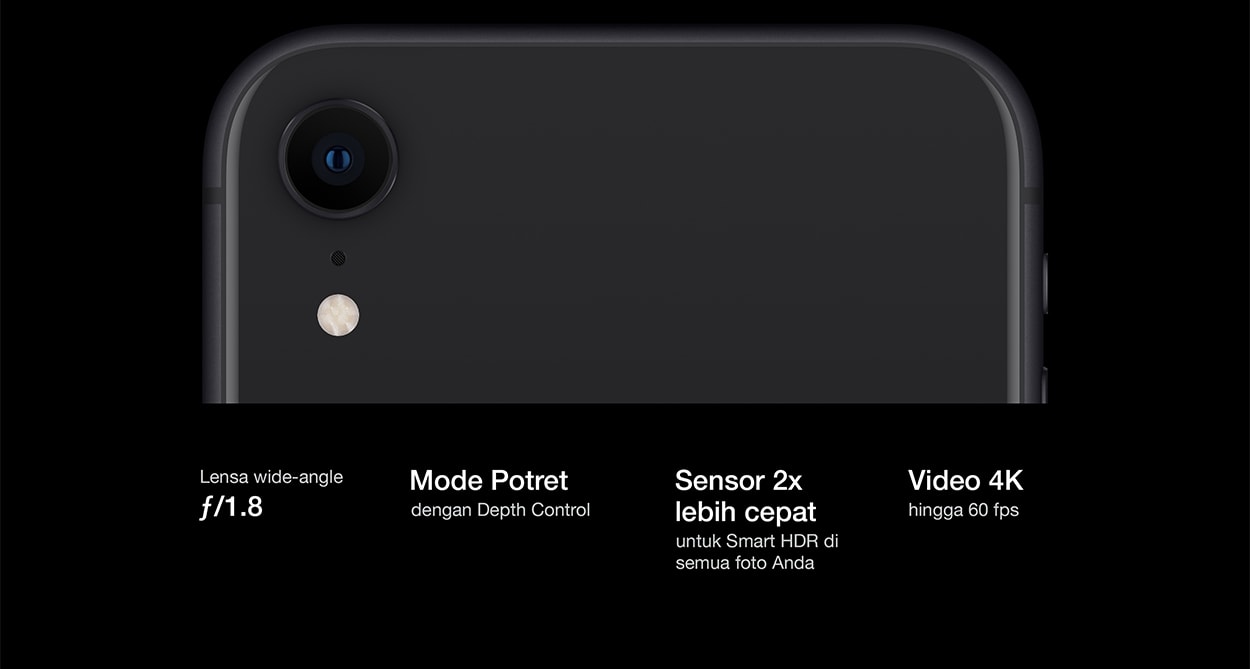 Lensa wide-angle
ƒ/1.8
Mode Potret
dengan Depth Control
Sensor 2x
lebih cepat
untuk Smart HDR di
semua foto Anda
Video 4K
hingga 60 fps